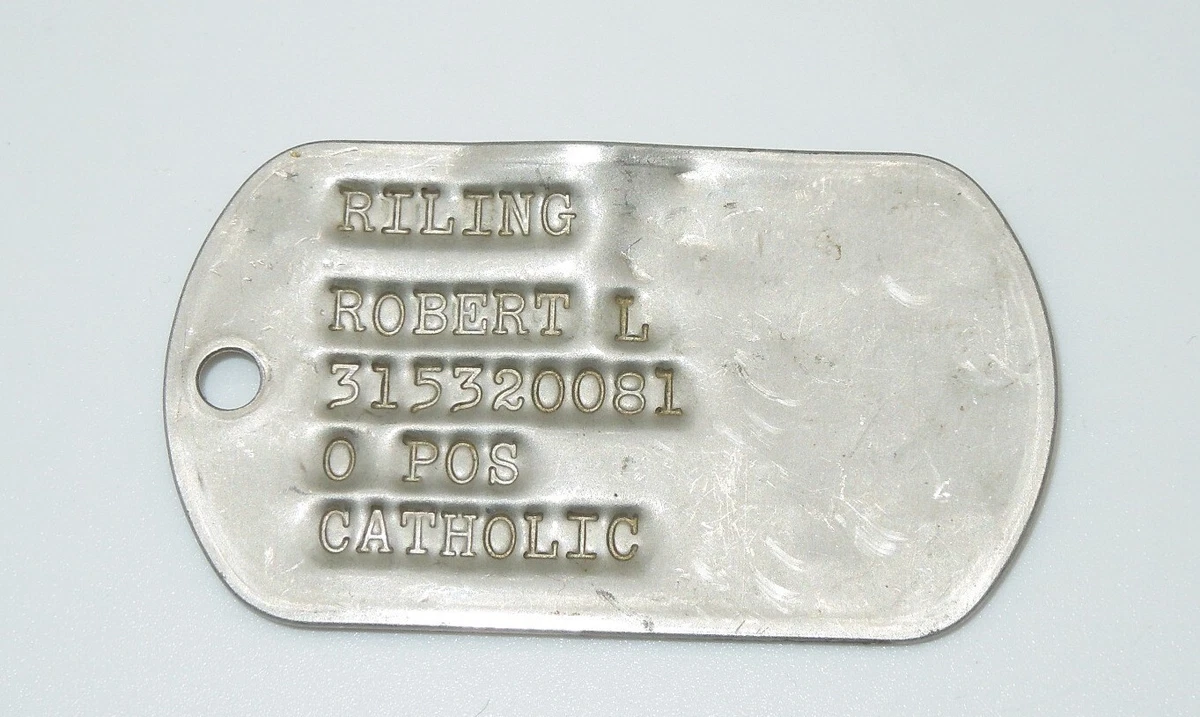 RILING
ROBERT L
315320081
O POS
CATHOLIC